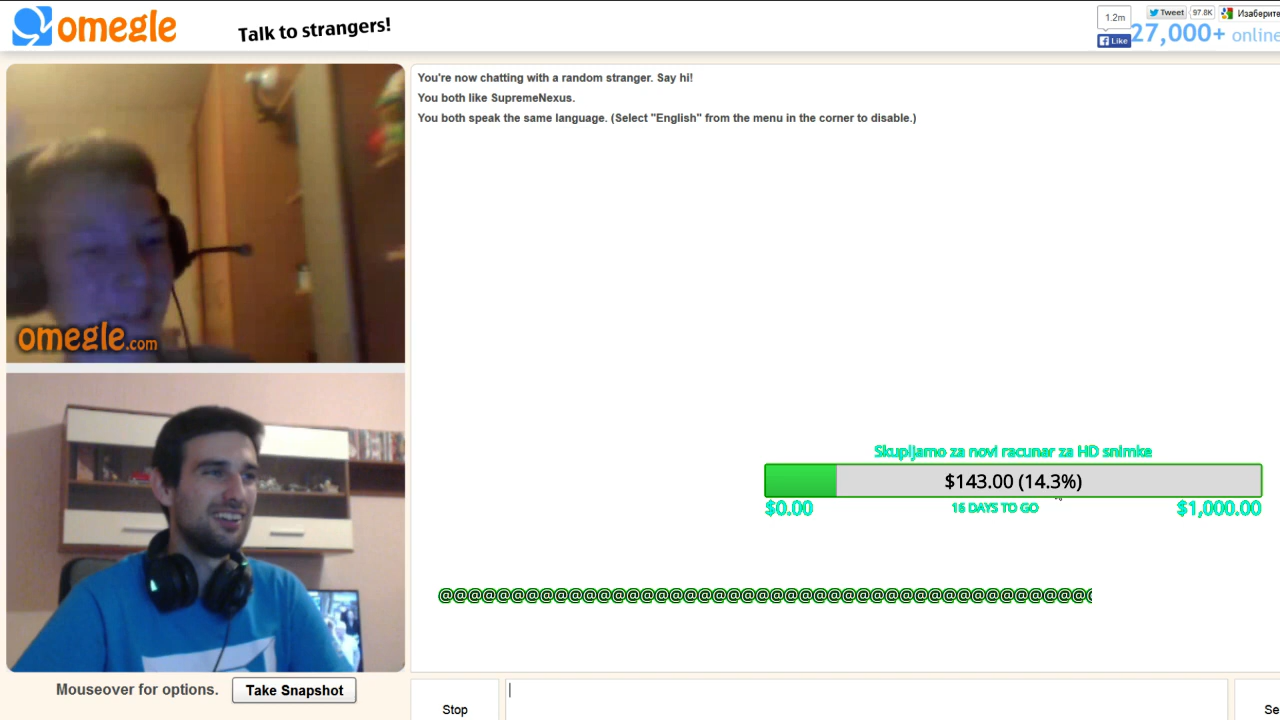 omegle
Talk to strangers!
1.2m
Like
Tweet
97.8K
Изаберите
27,000+ online
You're now chatting with a random stranger. Say hi!
You both like SupremeNexus.
You both speak the same language. (Select "English" from the menu in the corner to disable.)
omegle.com
Skupljamo za novi racunar za HD snimke
$143.00 (14.3%)
$0.00
16 DAYS TO GO
$1,000.00
@@@@@@@@@@@@@@@@@@@@@@@@@@@@@@@@@@@@@@@@@@@@@
Mouseover for options.
Take Snapshot
Stop
Se